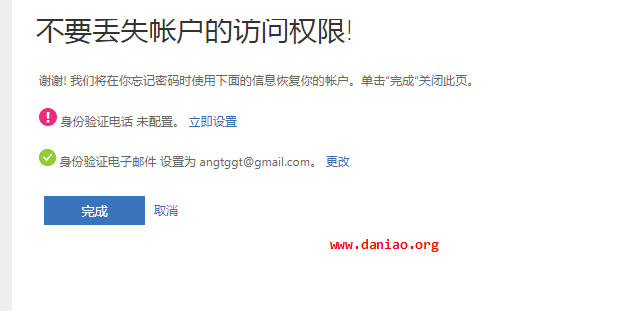 不要丢失帐户的访问权限!
谢谢! 我们将在你忘记密码时使用下面的信息恢复你的帐户。单击"完成"关闭此页。
身份验证电话 未配置。 立即设置
身份验证电子邮件 设置为 angtggt@gmail.com。 更改
完成 取消
www.daniao.org